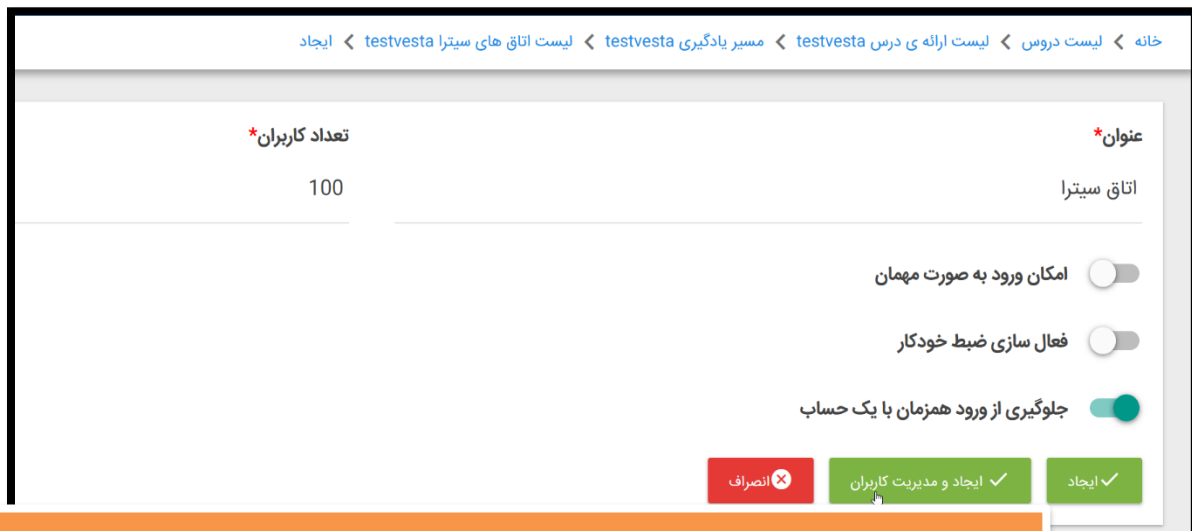 خانه ❯ لیست دروس ❯ لیست ارائه ی درس testvesta ❯ مسیر یادگیری testvesta ❯ لیست اتاق های سیترا testvesta ❯ ایجاد
عنوان* تعداد کاربران*
اتاق سیترا 100
امکان ورود به صورت مهمان
فعال سازی ضبط خودکار
جلوگیری از ورود همزمان با یک حساب
ایجاد ایجاد و مدیریت کاربران انصراف